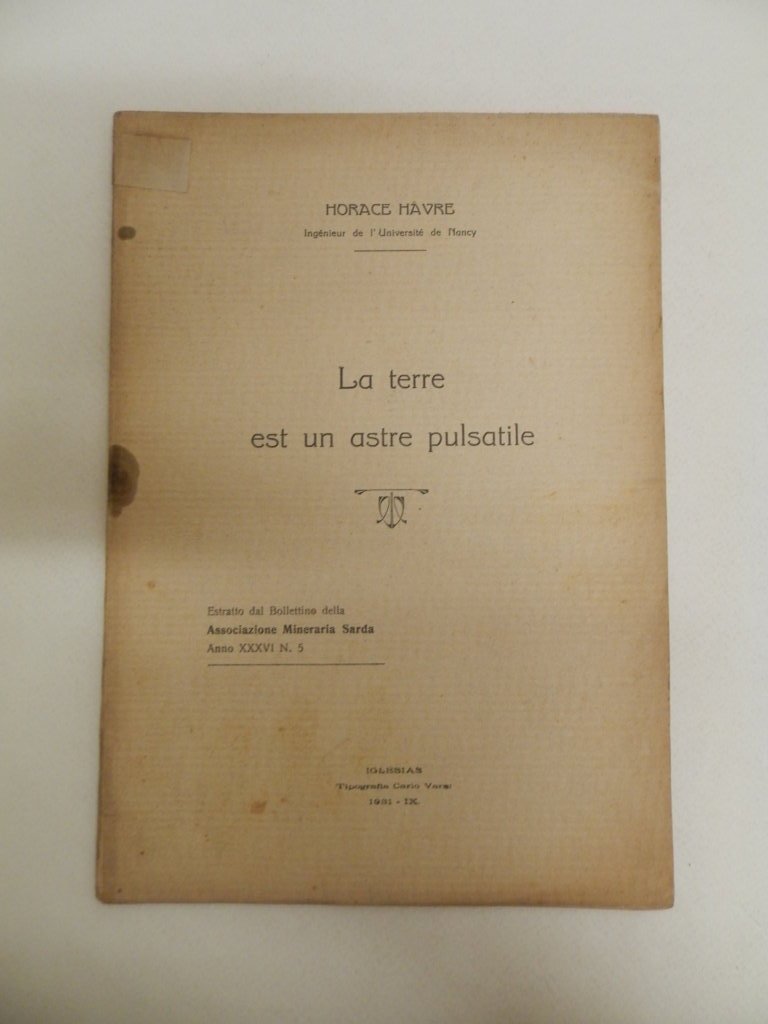 HORACE HAVRE
Ingénieur de l'Université de Nancy
La terre
est un astre pulsatile
Estratto dal Bollettino della
Associazione Mineraria Sarda
Anno XXXVI N. 5
IGLESIAS
Tipografia Carlo Varsi
1931 - IX.